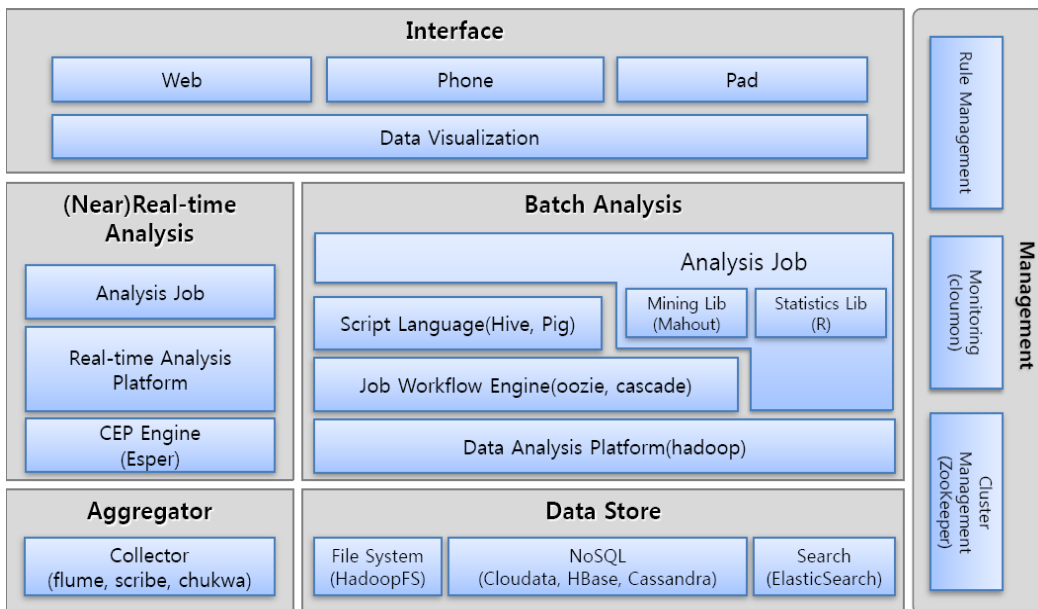 Interface
Web
Phone
Pad
Data Visualization
(Near)Real-time
Analysis
Analysis Job
Real-time Analysis
Platform
CEP Engine
(Esper)
Batch Analysis
Analysis Job
Mining Lib
(Mahout)
Statistics Lib
(R)
Script Language(Hive, Pig)
Job Workflow Engine(oozie, cascade)
Data Analysis Platform(hadoop)
Aggregator
Collector
(flume, scribe, chukwa)
Data Store
File System
(HadoopFS)
NoSQL
(Cloudata, HBase, Cassandra)
Search
(ElasticSearch)
Management
Rule Management
Monitoring
(cloumon)
Cluster
Management
(ZooKeeper)